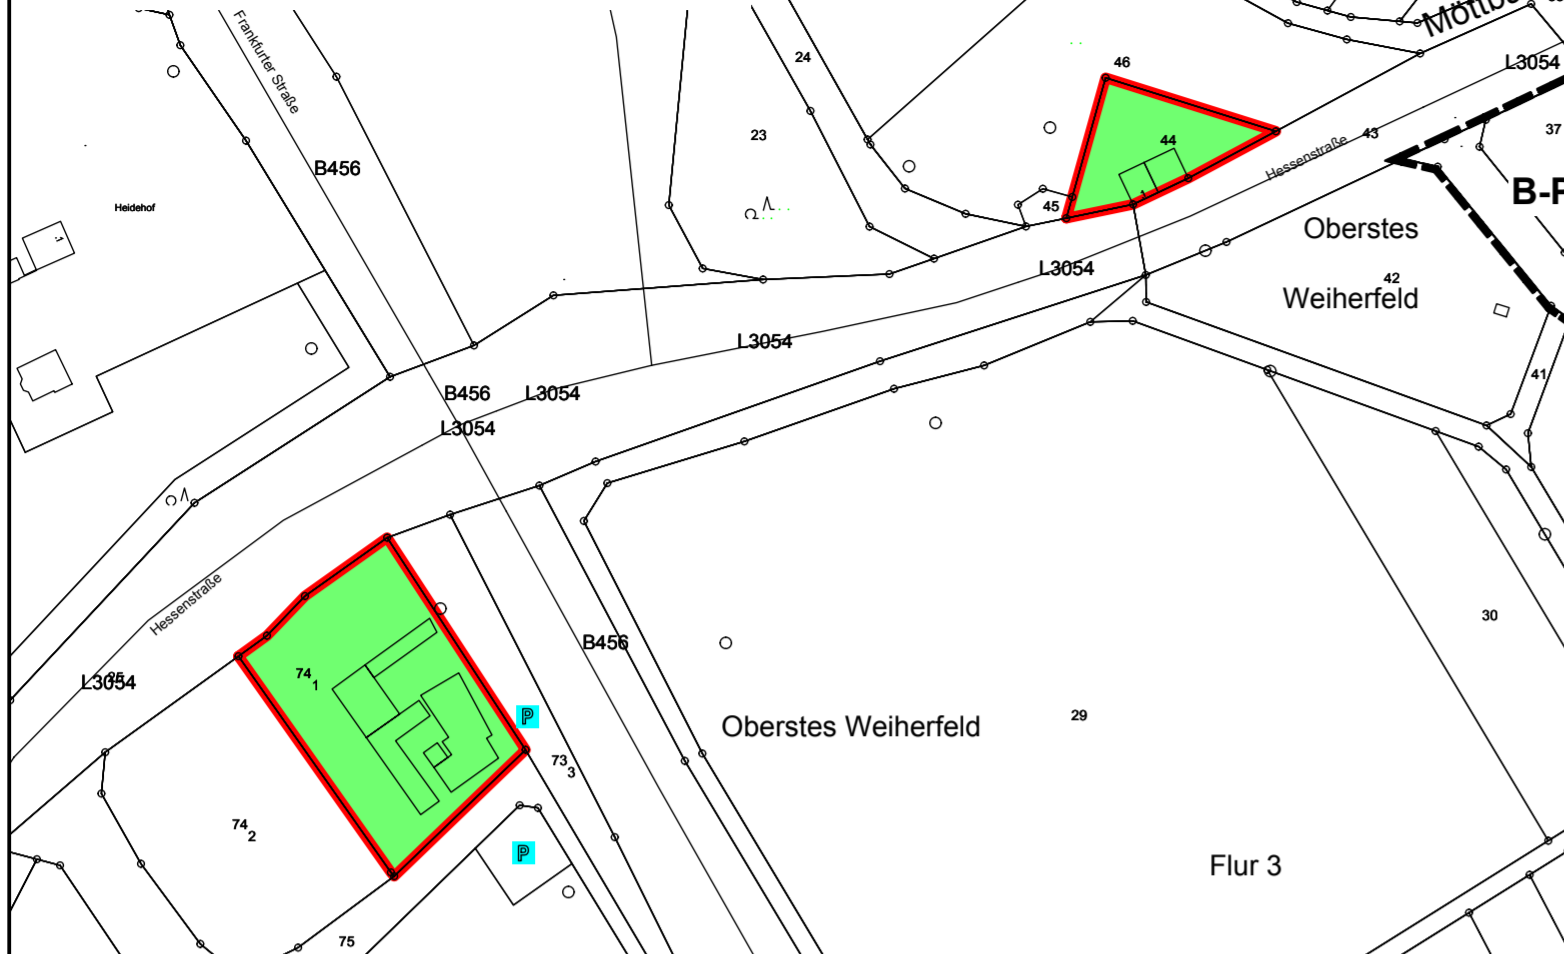 Frankfurter Straße
24
46
L3054
23
44
43
37
B456
Hessenstraße
Heidehof
45
Oberstes
L3054
42
Weiherfeld
L3054
41
B456
L3054
L3054
Hessenstraße
30
B456
74
1
L3054
P
Oberstes Weiherfeld
29
73
3
74
2
P
Flur 3
75